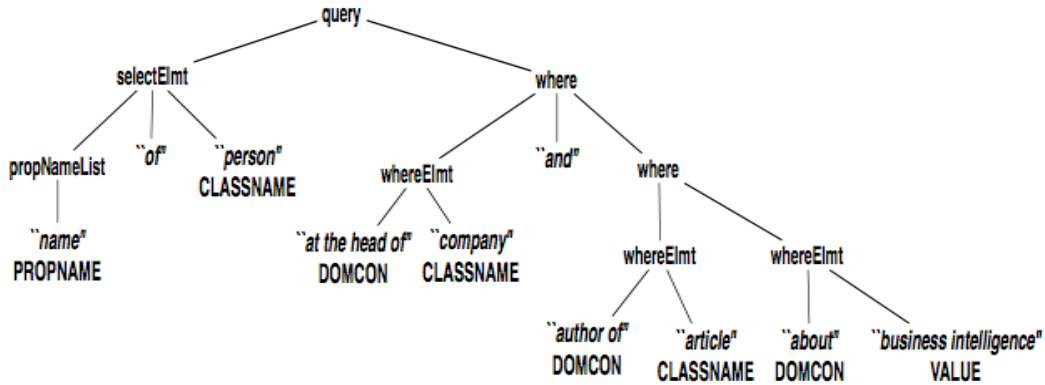 query
selectElmt
where
propNameList
``of"
``person"
CLASSNAME
whereElmt
``and"
where
``name"
PROPNAME
``at the head of"
DOMCON
``company"
CLASSNAME
whereElmt
whereElmt
``author of"
DOMCON
``article"
CLASSNAME
``about"
DOMCON
``business intelligence"
VALUE